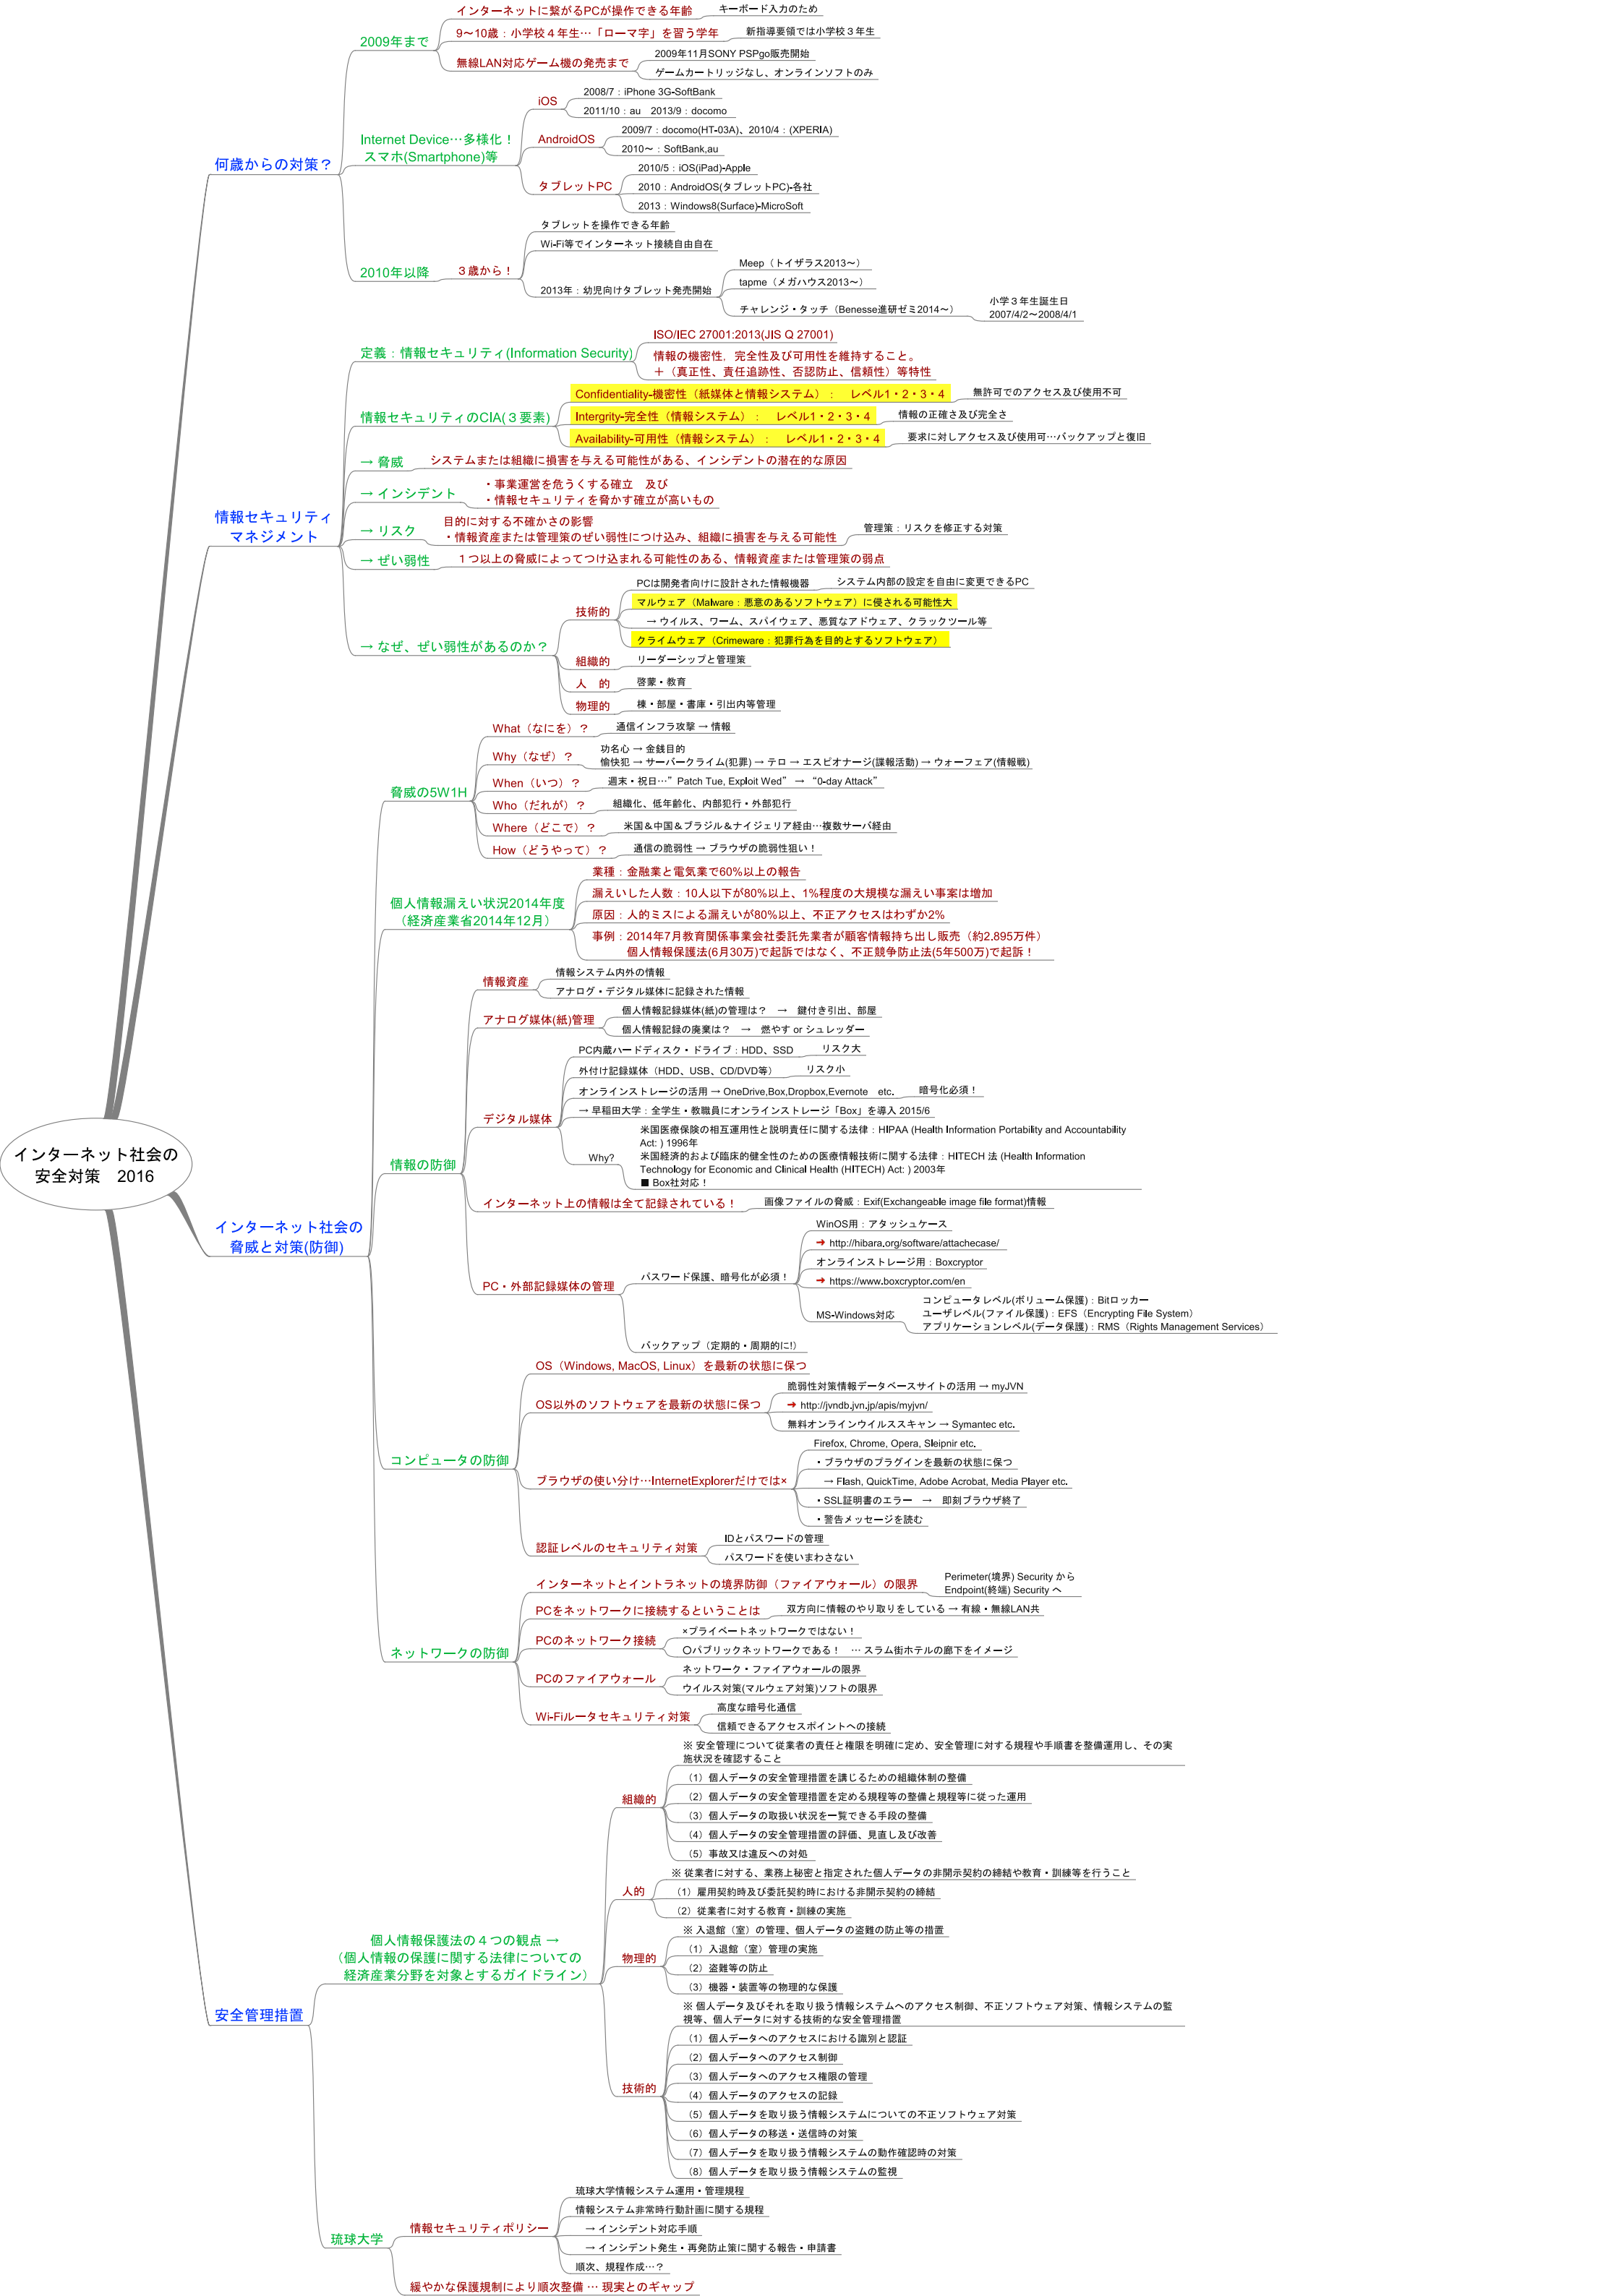 インターネット社会の
安全対策　2016
何歳からの対策？
2009年まで
インターネットに繋がるPCが操作できる年齢
キーボード入力のため
9〜10歳：小学校４年生…「ローマ字」を習う学年
新指導要領では小学校３年生
無線LAN対応ゲーム機の発売まで
2009年11月SONY PSPgo販売開始
ゲームカートリッジなし、オンラインソフトのみ
Internet Device…多様化！
スマホ(Smartphone)等
iOS
2008/7：iPhone 3G-SoftBank
2011/10：au　2013/9：docomo
AndroidOS
2009/7：docomo(HT-03A)、2010/4：(XPERIA)
2010〜：SoftBank,au
タブレットPC
2010/5：iOS(iPad)-Apple
2010：AndroidOS(タブレットPC)-各社
2013：Windows8(Surface)-MicroSoft
2010年以降
３歳から！
タブレットを操作できる年齢
Wi-Fi等でインターネット接続自由自在
2013年：幼児向けタブレット発売開始
Meep（トイザラス2013〜）
tapme（メガハウス2013〜）
チャレンジ・タッチ（Benesse進研ゼミ2014〜）
小学３年生誕生日
2007/4/2〜2008/4/1
情報セキュリティ
マネジメント
定義：情報セキュリティ(Information Security)
ISO/IEC 27001:2013(JIS Q 27001)
情報の機密性，完全性及び可用性を維持すること。
＋（真正性、責任追跡性、否認防止、信頼性）等特性
情報セキュリティのCIA(３要素)
Confidentiality-機密性（紙媒体と情報システム）：　レベル1・2・3・4
無許可でのアクセス及び使用不可
Intergrity-完全性（情報システム）：　レベル1・2・3・4
情報の正確さ及び完全さ
Availability-可用性（情報システム）：　レベル1・2・3・4
要求に対しアクセス及び使用可…バックアップと復旧
→ 脅威
システムまたは組織に損害を与える可能性がある、インシデントの潜在的な原因
→ インシデント
・事業運営を危うくする確立　及び
・情報セキュリティを脅かす確立が高いもの
→ リスク
目的に対する不確かさの影響
・情報資産または管理策のぜい弱性につけ込み、組織に損害を与える可能性
管理策：リスクを修正する対策
→ ぜい弱性
１つ以上の脅威によってつけ込まれる可能性のある、情報資産または管理策の弱点
→ なぜ、ぜい弱性があるのか？
技術的
PCは開発者向けに設計された情報機器
システム内部の設定を自由に変更できるPC
マルウェア（Malware：悪意のあるソフトウェア）に侵される可能性大
→ ウイルス、ワーム、スパイウェア、悪質なアドウェア、クラックツール等
クライムウェア（Crimeware：犯罪行為を目的とするソフトウェア）
組織的
リーダーシップと管理策
人　的
啓蒙・教育
物理的
棟・部屋・書庫・引出内等管理
インターネット社会の
脅威と対策(防御)
脅威の5W1H
What（なにを）？
通信インフラ攻撃 → 情報
Why（なぜ）？
功名心 → 金銭目的
愉快犯 → サーバークライム(犯罪) → テロ → エスピオナージ(諜報活動) → ウォーフェア(情報戦)
When（いつ）？
週末・祝日…” Patch Tue, Exploit Wed”　→　“0-day Attack”
Who（だれが）？
組織化、低年齢化、内部犯行・外部犯行
Where（どこで）？
米国＆中国＆ブラジル＆ナイジェリア経由…複数サーバ経由
How（どうやって）？
通信の脆弱性 → ブラウザの脆弱性狙い！
個人情報漏えい状況2014年度
（経済産業省2014年12月）
業種：金融業と電気業で60%以上の報告
漏えいした人数：10人以下が80%以上、1%程度の大規模な漏えい事案は増加
原因：人的ミスによる漏えいが80%以上、不正アクセスはわずか2%
事例：2014年7月教育関係事業会社委託先業者が顧客情報持ち出し販売（約2,895万件）
個人情報保護法(6月30万)で起訴ではなく、不正競争防止法(5年500万)で起訴！
情報の防御
情報資産
情報システム内外の情報
アナログ・デジタル媒体に記録された情報
アナログ媒体(紙)管理
個人情報記録媒体(紙)の管理は？　→　鍵付き引出、部屋
個人情報記録の廃棄は？　→　燃やす or シュレッダー
デジタル媒体
PC内蔵ハードディスク・ドライブ：HDD、SSD
リスク大
外付け記録媒体（HDD、USB、CD/DVD等）
リスク小
オンラインストレージの活用 → OneDrive,Box,Dropbox,Evernote　etc.
暗号化必須！
→ 早稲田大学：全学生・教職員にオンラインストレージ「Box」を導入 2015/6
Why?
米国医療保険の相互運用性と説明責任に関する法律：HIPAA (Health Information Portability and Accountability
Act: ) 1996年
米国経済的および臨床的健全性のための医療情報技術に関する法律：HITECH 法 (Health Information
Technology for Economic and Clinical Health (HITECH) Act: ) 2003年
■ Box社対応！
インターネット上の情報は全て記録されている！
画像ファイルの脅威：Exif(Exchangeable image file format)情報
PC・外部記録媒体の管理
パスワード保護、暗号化が必須！
WinOS用：アタッシュケース
➜ http://hibara.org/software/attachecase/
オンラインストレージ用：Boxcryptor
➜ https://www.boxcryptor.com/en
MS-Windows対応
コンピュータレベル(ボリューム保護)：Bitロッカー
ユーザレベル(ファイル保護)：EFS（Encrypting File System）
アプリケーションレベル(データ保護)：RMS（Rights Management Services）
バックアップ（定期的・周期的に!）
コンピュータの防御
OS（Windows, MacOS, Linux）を最新の状態に保つ
OS以外のソフトウェアを最新の状態に保つ
脆弱性対策情報データベースサイトの活用 → myJVN
➜ http://jvndb.jvn.jp/apis/myjvn/
無料オンラインウイルススキャン → Symantec etc.
ブラウザの使い分け…InternetExplorerだけでは×
Firefox, Chrome, Opera, Sleipnir etc.
・ブラウザのプラグインを最新の状態に保つ
→ Flash, QuickTime, Adobe Acrobat, Media Player etc.
・SSL証明書のエラー　→　即刻ブラウザ終了
・警告メッセージを読む
認証レベルのセキュリティ対策
IDとパスワードの管理
パスワードを使いまわさない
ネットワークの防御
インターネットとイントラネットの境界防御（ファイアウォール）の限界
Perimeter(境界) Security から
Endpoint(終端) Security へ
PCをネットワークに接続するということは
双方向に情報のやり取りをしている → 有線・無線LAN共
PCのネットワーク接続
×プライベートネットワークではない！
〇パブリックネットワークである！　… スラム街ホテルの廊下をイメージ
PCのファイアウォール
ネットワーク・ファイアウォールの限界
ウイルス対策(マルウェア対策)ソフトの限界
Wi-Fiルータセキュリティ対策
高度な暗号化通信
信頼できるアクセスポイントへの接続
安全管理措置
個人情報保護法の４つの観点 →
（個人情報の保護に関する法律についての
経済産業分野を対象とするガイドライン）
組織的
※ 安全管理について従業者の責任と権限を明確に定め、安全管理に対する規程や手順書を整備運用し、その実
施状況を確認すること
（1）個人データの安全管理措置を講じるための組織体制の整備
（2）個人データの安全管理措置を定める規程等の整備と規程等に従った運用
（3）個人データの取扱い状況を一覧できる手段の整備
（4）個人データの安全管理措置の評価、見直し及び改善
（5）事故又は違反への対処
人的
※ 従業者に対する、業務上秘密と指定された個人データの非開示契約の締結や教育・訓練等を行うこと
（1）雇用契約時及び委託契約時における非開示契約の締結
（2）従業者に対する教育・訓練の実施
物理的
※ 入退館（室）の管理、個人データの盗難の防止等の措置
（1）入退館（室）管理の実施
（2）盗難等の防止
（3）機器・装置等の物理的な保護
技術的
※ 個人データ及びそれを取り扱う情報システムへのアクセス制御、不正ソフトウェア対策、情報システムの監
視等、個人データに対する技術的な安全管理措置
（1）個人データへのアクセスにおける識別と認証
（2）個人データへのアクセス制御
（3）個人データへのアクセス権限の管理
（4）個人データのアクセスの記録
（5）個人データを取り扱う情報システムについての不正ソフトウェア対策
（6）個人データの移送・送信時の対策
（7）個人データを取り扱う情報システムの動作確認時の対策
（8）個人データを取り扱う情報システムの監視
琉球大学
情報セキュリティポリシー
琉球大学情報システム運用・管理規程
情報システム非常時行動計画に関する規程
→ インシデント対応手順
→ インシデント発生・再発防止策に関する報告・申請書
順次、規程作成…？
緩やかな保護規制により順次整備 … 現実とのギャップ